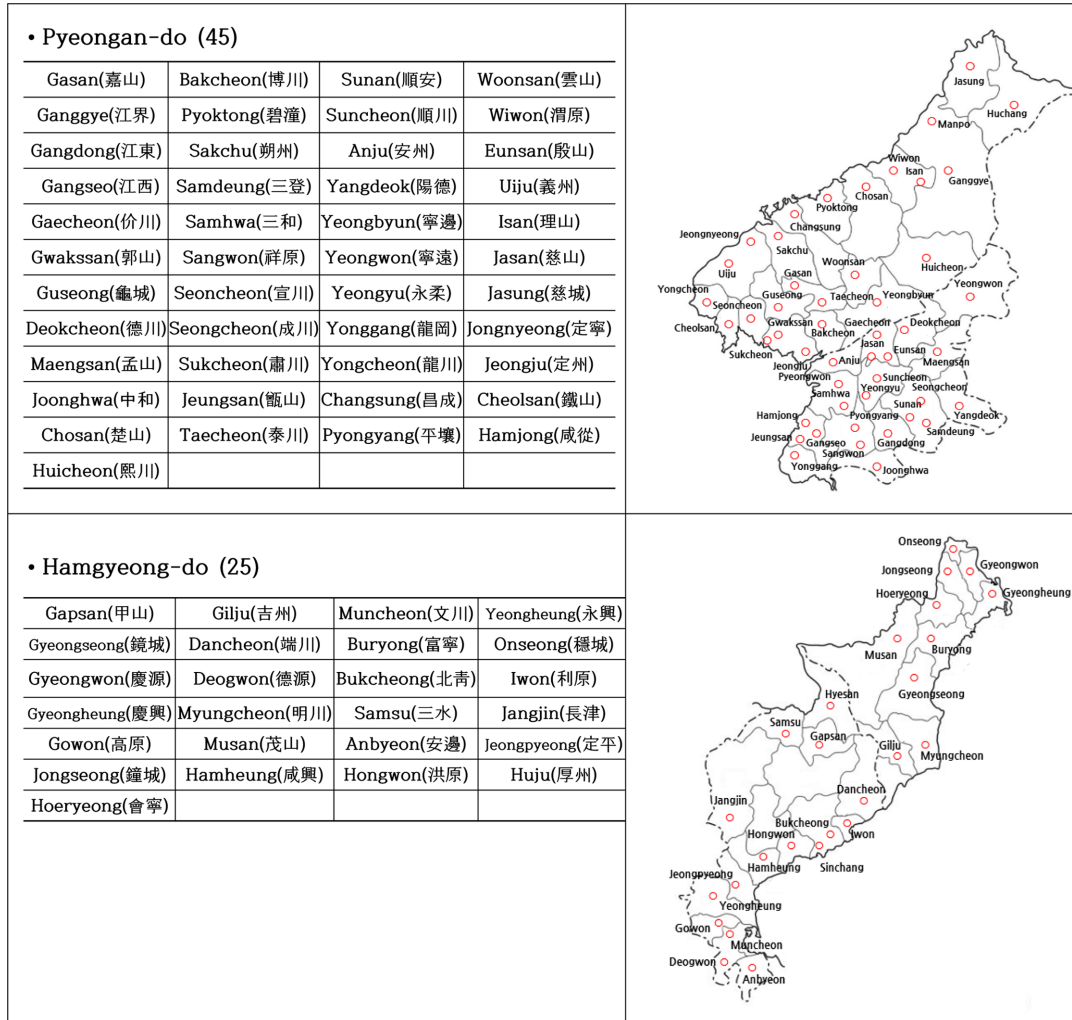 • Pyeongan-do (45)
Gasan(嘉山) Bakcheon(博川) Sunan(順安) Woonsan(雲山)
Ganggye(江界) Pyoktong(碧潼) Suncheon(順川) Wiwon(渭原)
Gangdong(江東) Sakchu(朔州) Anju(安州) Eunsan(殷山)
Gangseo(江西) Samdeung(三登) Yangdeok(陽德) Uiju(義州)
Gaecheon(价川) Samhwa(三和) Yeongbyun(寧邊) Isan(理山)
Gwakssan(郭山) Sangwon(祥原) Yeongwon(寧遠) Jasan(慈山)
Guseong(龜城) Seoncheon(宣川) Yeongyu(永柔) Jasung(慈城)
Deokcheon(德川) Seongcheon(成川) Yonggang(龍岡) Jongnyeong(定寧)
Maengsan(孟山) Sukcheon(肅川) Yongcheon(龍川) Jeongju(定州)
Joonghwa(中和) Jeungsan(甑山) Changsung(昌成) Cheolsan(鐵山)
Chosan(楚山) Taecheon(泰川) Pyongyang(平壤) Hamjong(咸從)
Huicheon(熙川)
Jasung
Huchang
Manpo
Wiwon
Isan
Ganggye
Chosan
Pyoktong
Changsung
Jeongnyeong
Sakchu
Woonsan
Huicheon
Uiju
Gasan
Yeongwon
Yongcheon
Seoncheon
Guseong
Taecheon
Yeongbyun
Cheolsan
Gwakssan
Bakcheon
Gaecheon
Deokcheon
Sukcheon
Jasan
Eunsan
Maengsan
Jeongju
Anju
Pyeongwon
Suncheon
Seongcheon
Samhwa
Yeongyu
Sunan
Yangdeok
Hamjong
Pyongyang
Samdeung
Jeungsan
Gangseo
Gangdong
Sangwon
Yonggang
Joonghwa
• Hamgyeong-do (25)
Gapsan(甲山) Gilju(吉州) Muncheon(文川) Yeongheung(永興)
Gyeongseong(鏡城) Dancheon(端川) Buryong(富寧) Onseong(穩城)
Gyeongwon(慶源) Deogwon(德源) Bukcheong(北靑) Iwon(利原)
Gyeongheung(慶興) Myungcheon(明川) Samsu(三水) Jangjin(長津)
Gowon(高原) Musan(茂山) Anbyeon(安邊) Jeongpyeong(定平)
Jongseong(鐘城) Hamheung(咸興) Hongwon(洪原) Huju(厚州)
Hoeryeong(會寧)
Onseong
Jongseong
Gyeongwon
Hoeryeong
Gyeongheung
Musan
Buryong
Gyeongseong
Hyesan
Samsu
Gapsan
Gilju
Myungcheon
Dancheon
Jangjin
Bukcheong
Hongwon
Iwon
Hamheung
Sinchang
Jeongpyeong
Yeongheung
Gowon
Muncheon
Deogwon
Anbyeon